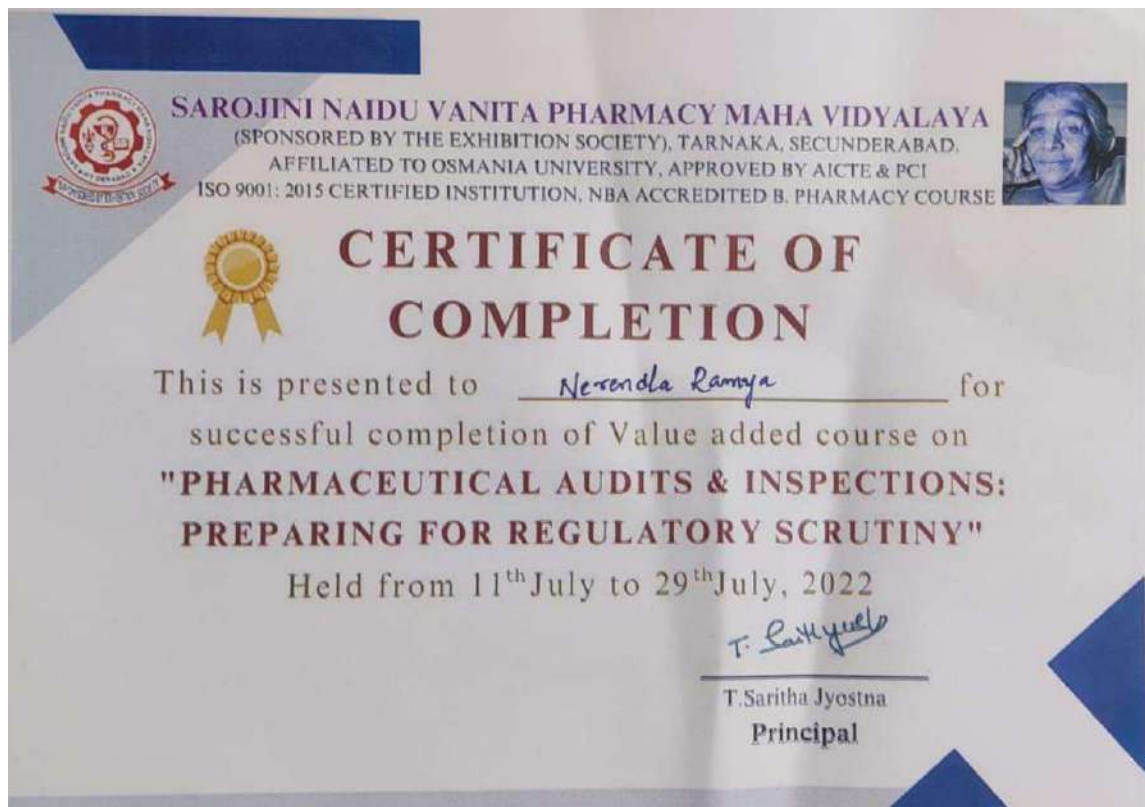 SAROJINI NAIDU VANITA PHARMACY MAHA VIDYALAYA
(SPONSORED BY THE EXHIBITION SOCIETY), TARNAKA, SECUNDERABAD.
AFFILIATED TO OSMANIA UNIVERSITY, APPROVED BY AICTE & PCI
ISO 9001: 2015 CERTIFIED INSTITUTION, NBA ACCREDITED B. PHARMACY COURSE
CERTIFICATE OF
COMPLETION
This is presented to Nerendla Ramya for
successful completion of Value added course on
"PHARMACEUTICAL AUDITS & INSPECTIONS:
PREPARING FOR REGULATORY SCRUTINY"
Held from 11th July to 29th July, 2022
T.Saritha Jyostna
Principal